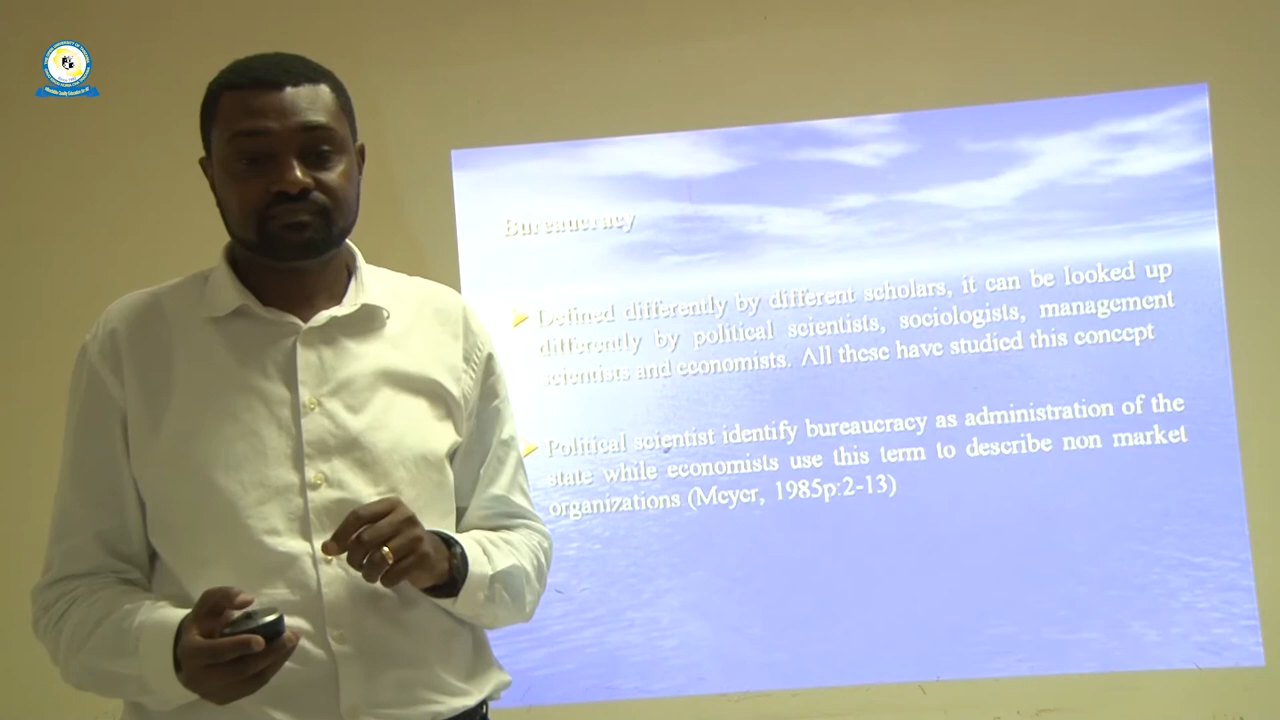 Bureaucracy
Defined differently by different scholars, it can be looked up
differently by political scientists, sociologists, management
scientists and economists. All these have studied this concept
Political scientist identify bureaucracy as administration of the
state while economists use this term to describe non market
organizations (Meyer, 1985p:2-13)